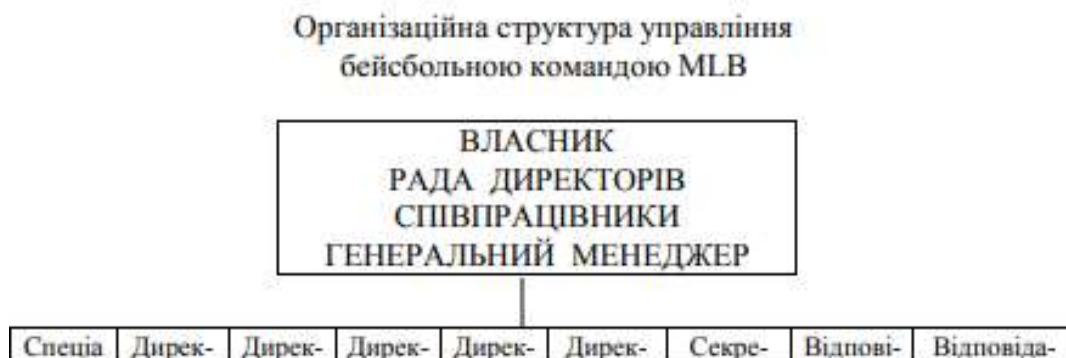 Організаційна структура управління
бейсбольною командою MLB
ВЛАСНИК
РАДА ДИРЕКТОРІВ
СПІВПРАЦІВНИКИ
ГЕНЕРАЛЬНИЙ МЕНЕДЖЕР
Спеціа Дирек- Дирек- Дирек- Дирек- Дирек- Секре- Відпові- Відповіда-